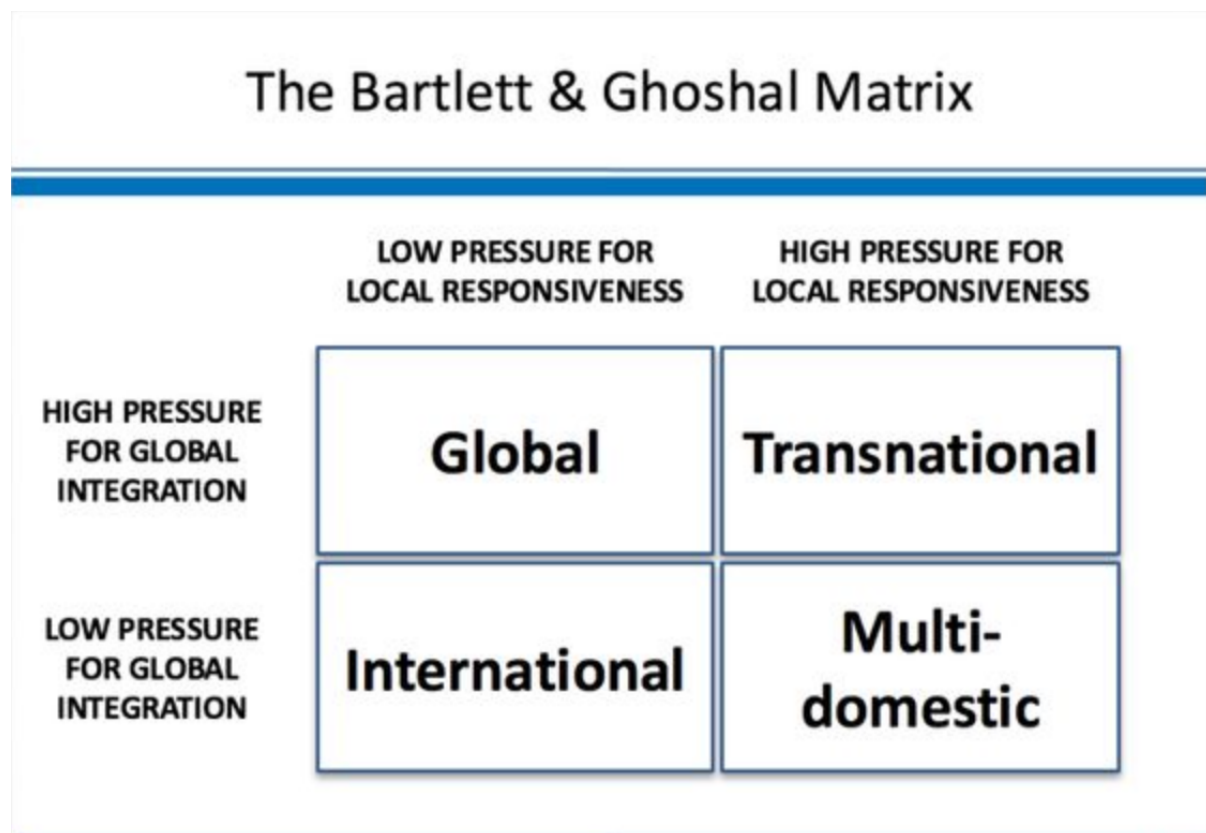 The Bartlett & Ghoshal Matrix
LOW PRESSURE FOR
LOCAL RESPONSIVENESS
HIGH PRESSURE FOR
LOCAL RESPONSIVENESS
HIGH PRESSURE
FOR GLOBAL
INTEGRATION
Global
Transnational
LOW PRESSURE
FOR GLOBAL
INTEGRATION
International
Multi-
domestic